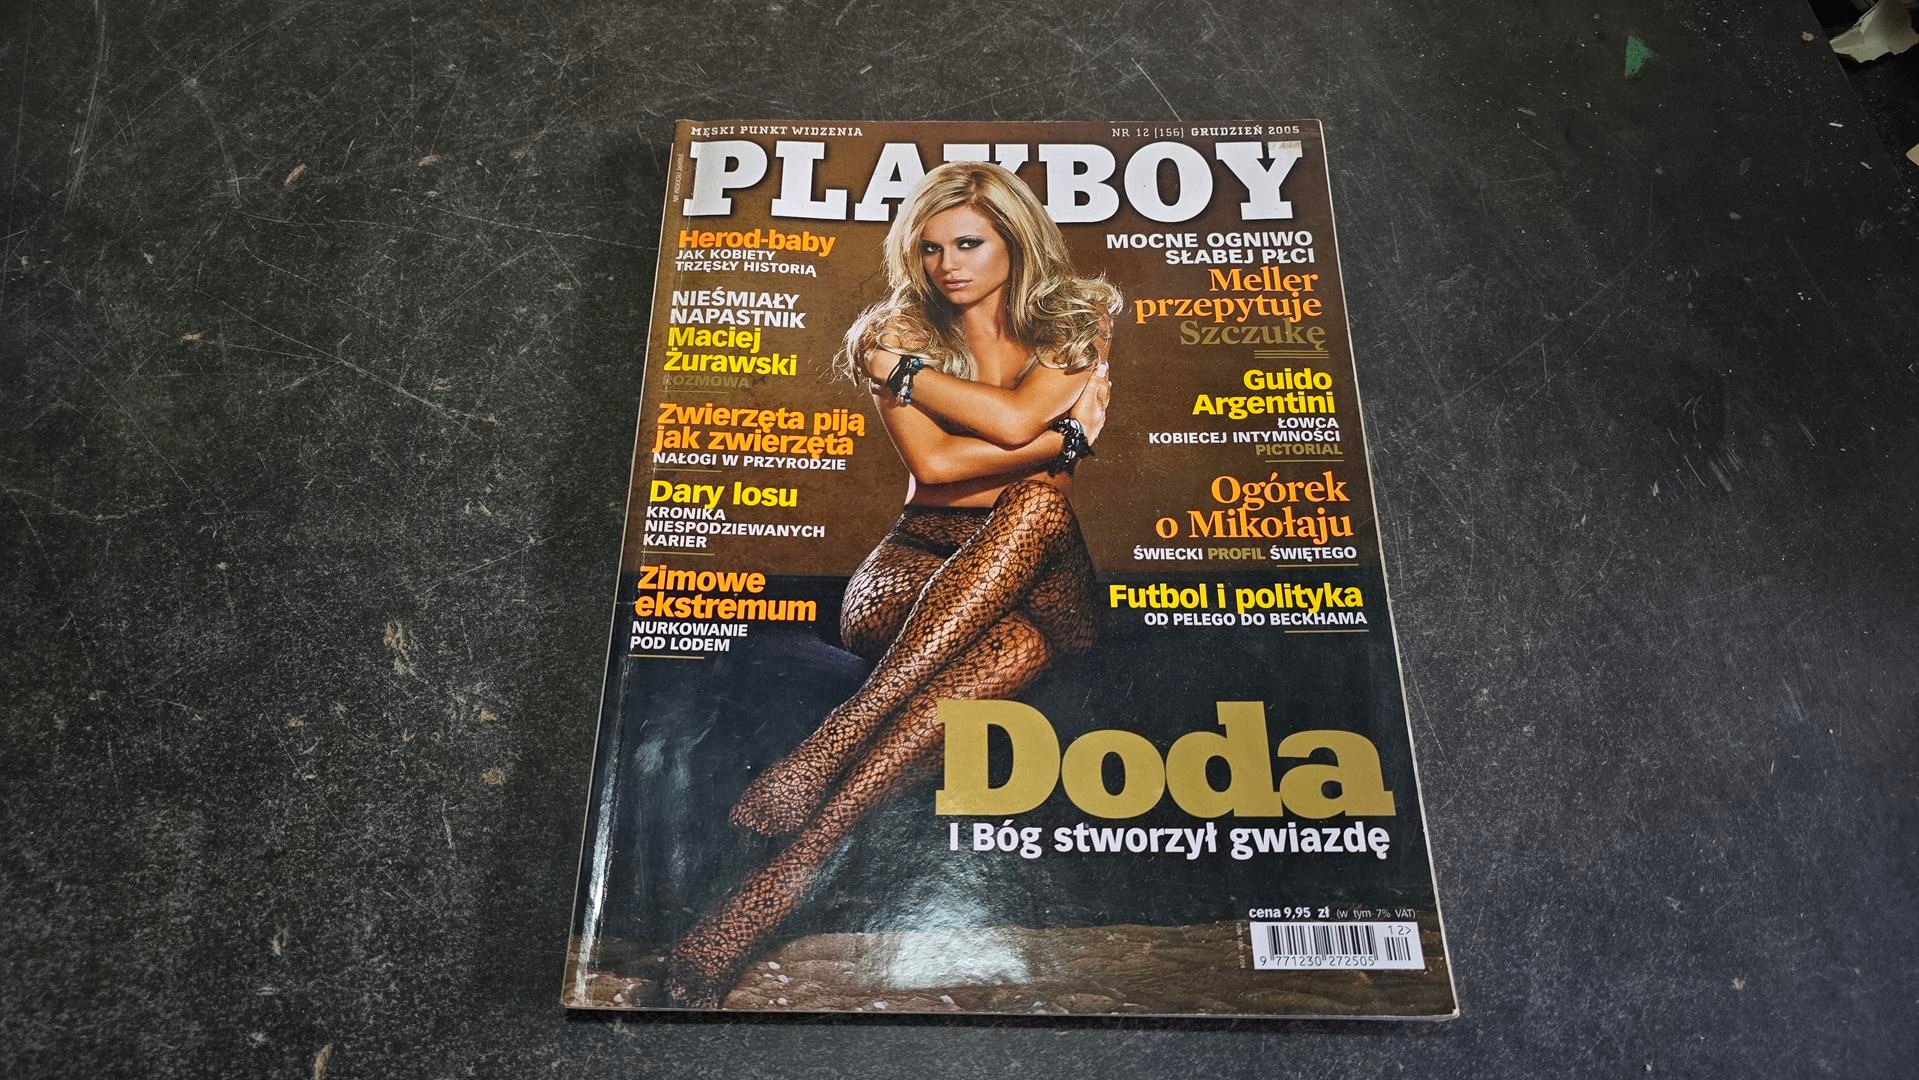 MĘSKI PUNKT WIDZENIA
NR 12 (156) GRUDZIEŃ 2005
PLAYBOY
Herod-baby
JAK KOBIETY
TRZĘSŁY HISTORIĄ
NIEŚMIAŁY
NAPASTNIK
Maciej
Żurawski
ROZMOWA
Zwierzęta piją
jak zwierzęta
NAŁOGI W PRZYRODZIE
Dary losu
KRONIKA
NIESPODZIEWANYCH
KARIER
Zimowe
ekstremum
NURKOWANIE
POD LODEM
MOCNE OGNIWO
SŁABEJ PŁCI
Meller
przepytuje
Szczukę
Guido
Argentini
ŁOWCA
KOBIECEJ INTYMNOŚCI
PICTORIAL
Ogórek
o Mikołaju
ŚWIECKI PROFIL ŚWIĘTEGO
Futbol i polityka
OD PELEGO DO BECKHAMA
Doda
I Bóg stworzył gwiazdę
cena 9,95 zł (w tym 7% VAT)
12>
9 771230 272505